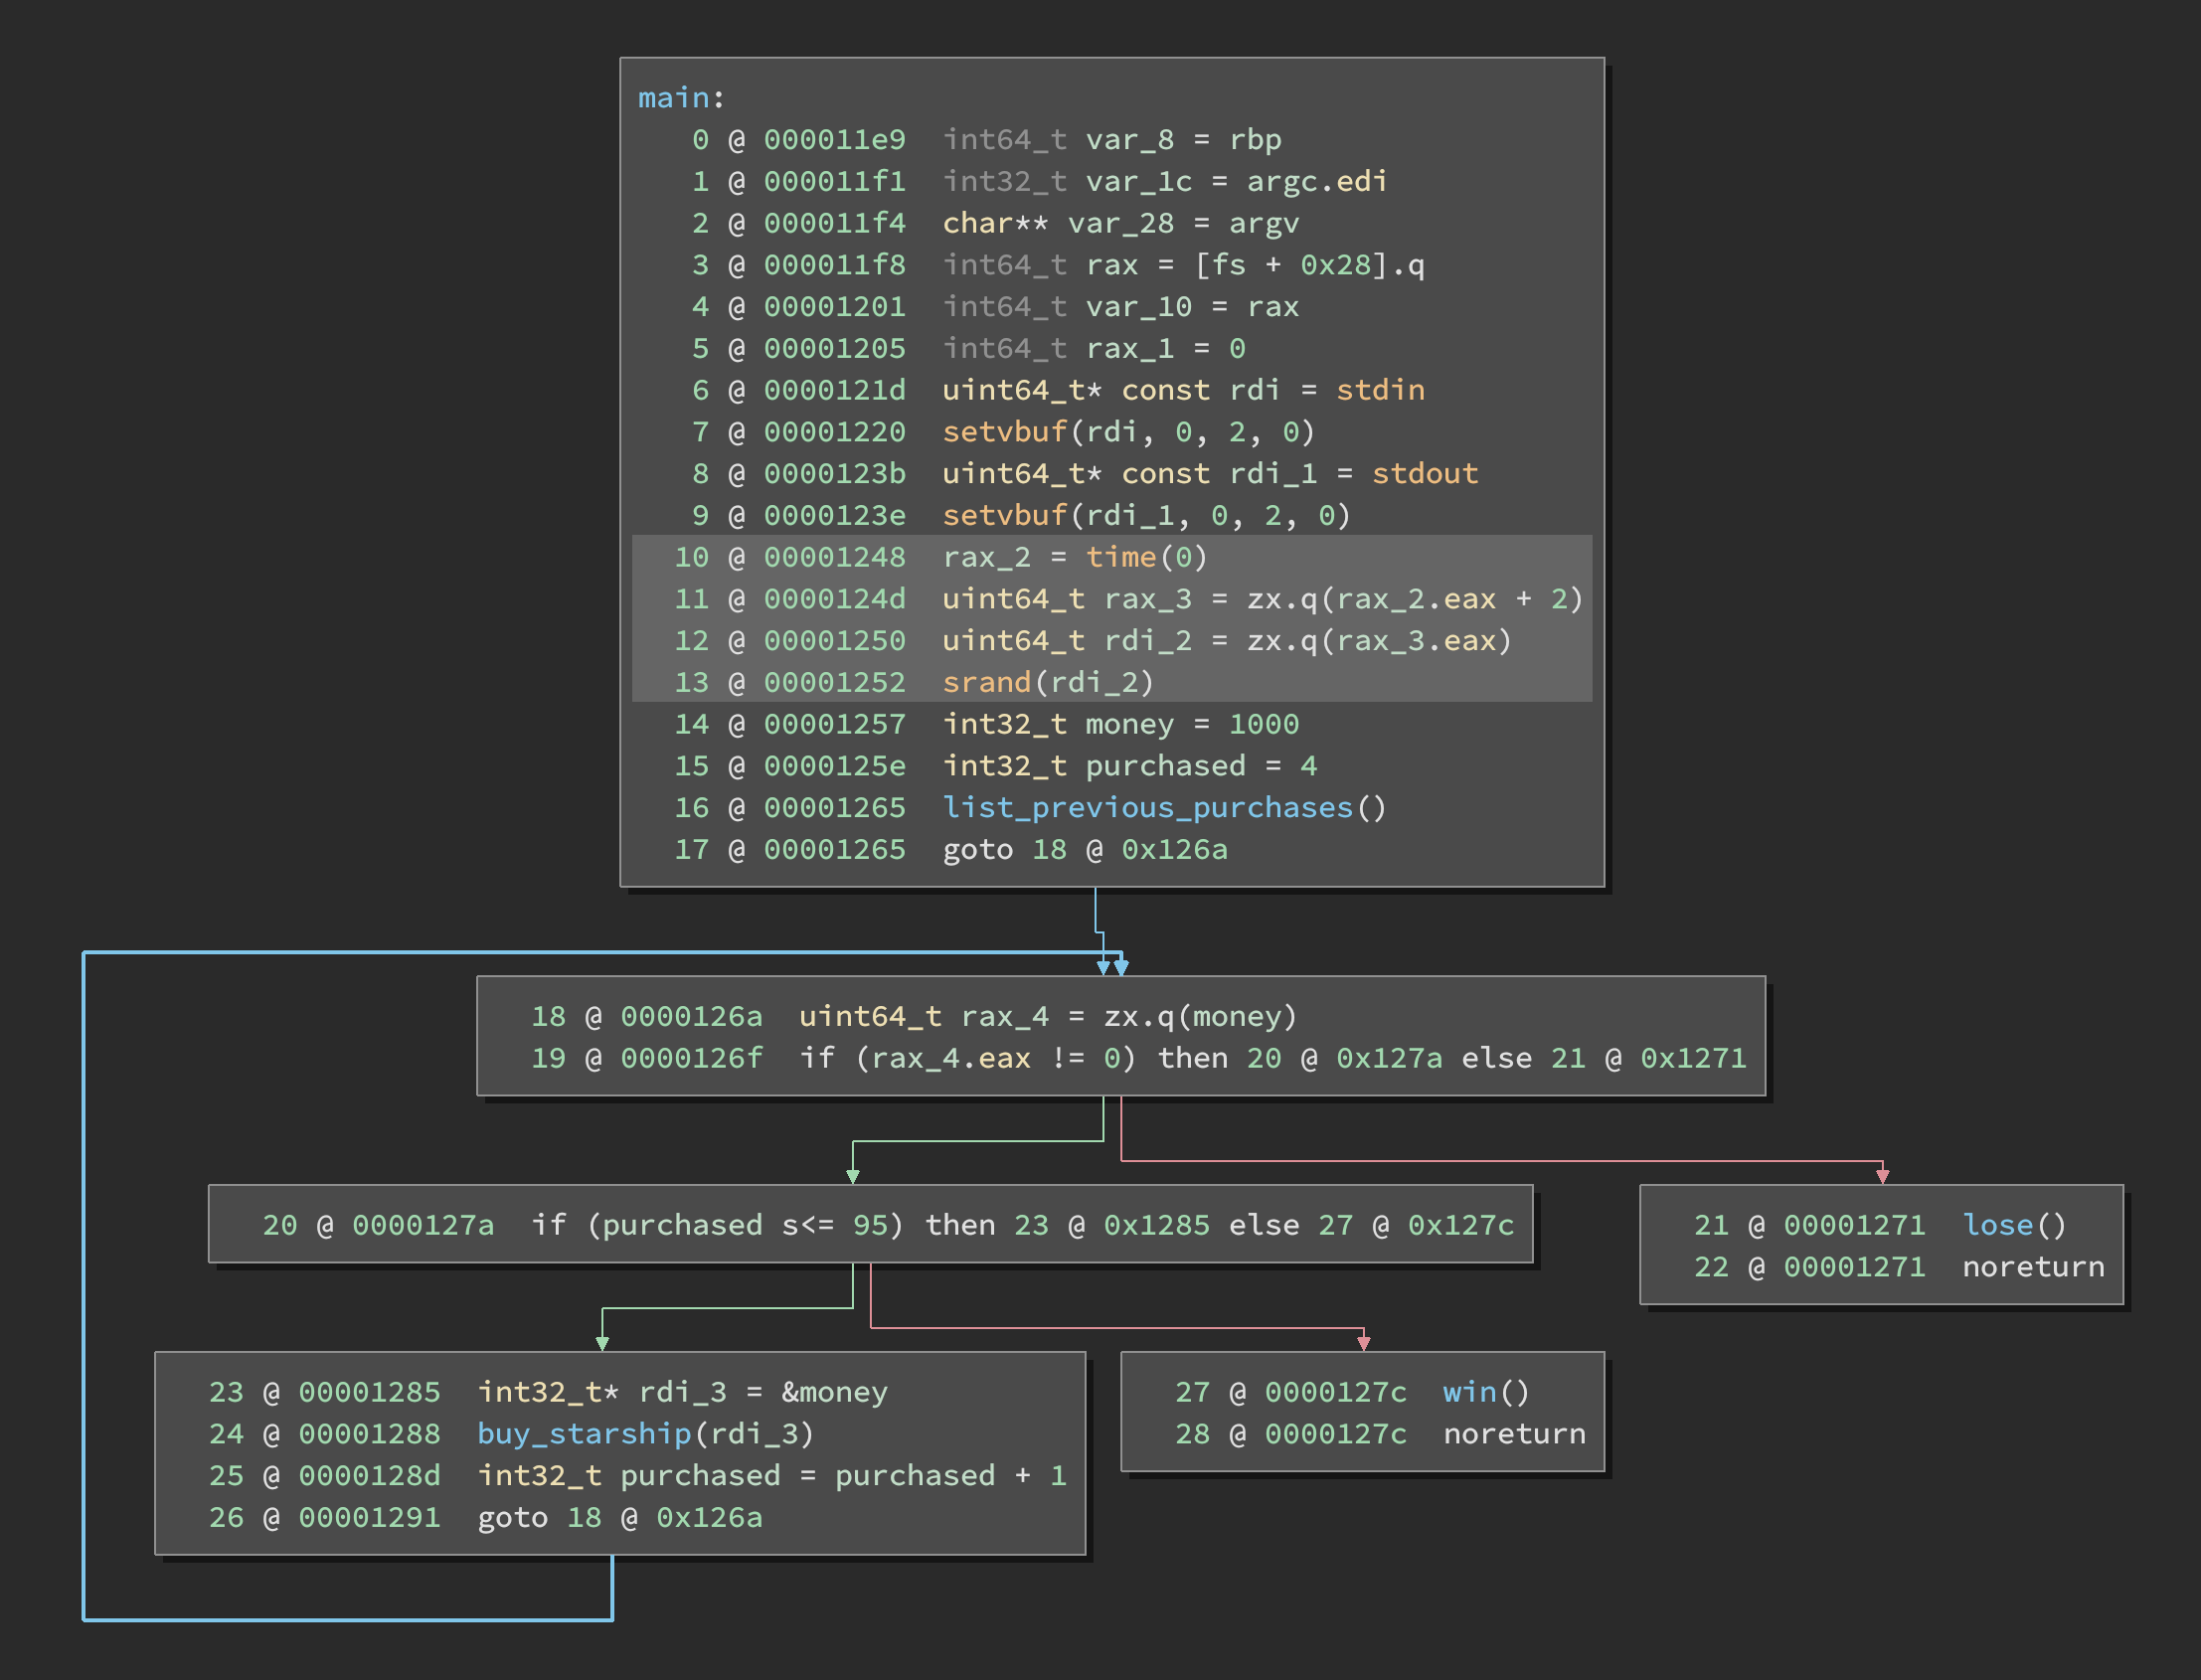 main:
0 @ 000011e9  int64_t var_8 = rbp
1 @ 000011f1  int32_t var_1c = argc.edi
2 @ 000011f4  char** var_28 = argv
3 @ 000011f8  int64_t rax = [fs + 0x28].q
4 @ 00001201  int64_t var_10 = rax
5 @ 00001205  int64_t rax_1 = 0
6 @ 0000121d  uint64_t* const rdi = stdin
7 @ 00001220  setvbuf(rdi, 0, 2, 0)
8 @ 0000123b  uint64_t* const rdi_1 = stdout
9 @ 0000123e  setvbuf(rdi_1, 0, 2, 0)
10 @ 00001248  rax_2 = time(0)
11 @ 0000124d  uint64_t rax_3 = zx.q(rax_2.eax + 2)
12 @ 00001250  uint64_t rdi_2 = zx.q(rax_3.eax)
13 @ 00001252  srand(rdi_2)
14 @ 00001257  int32_t money = 1000
15 @ 0000125e  int32_t purchased = 4
16 @ 00001265  list_previous_purchases()
17 @ 00001265  goto 18 @ 0x126a
18 @ 0000126a  uint64_t rax_4 = zx.q(money)
19 @ 0000126f  if (rax_4.eax != 0) then 20 @ 0x127a else 21 @ 0x1271
20 @ 0000127a  if (purchased s<= 95) then 23 @ 0x1285 else 27 @ 0x127c
21 @ 00001271  lose()
22 @ 00001271  noreturn
23 @ 00001285  int32_t* rdi_3 = &money
24 @ 00001288  buy_starship(rdi_3)
25 @ 0000128d  int32_t purchased = purchased + 1
26 @ 00001291  goto 18 @ 0x126a
27 @ 0000127c  win()
28 @ 0000127c  noreturn